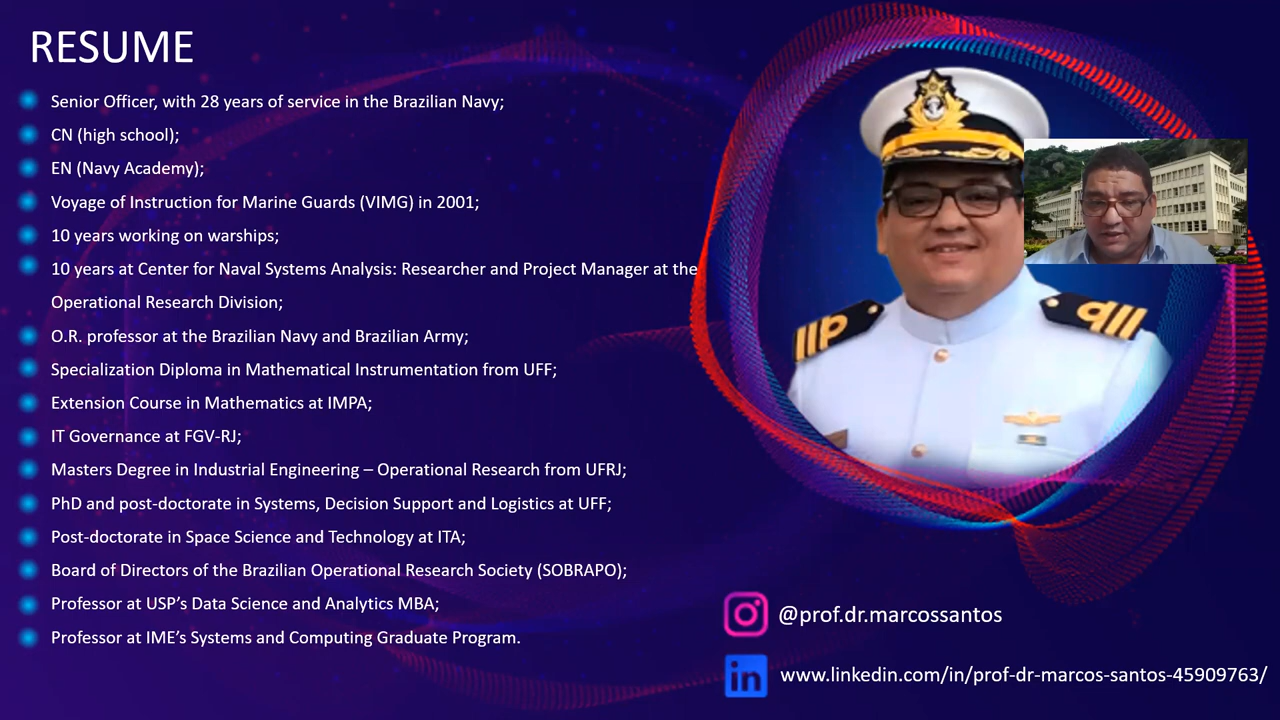 RESUME
Senior Officer, with 28 years of service in the Brazilian Navy;
CN (high school);
EN (Navy Academy);
Voyage of Instruction for Marine Guards (VIMG) in 2001;
10 years working on warships;
10 years at Center for Naval Systems Analysis: Researcher and Project Manager at the
Operational Research Division;
O.R. professor at the Brazilian Navy and Brazilian Army;
Specialization Diploma in Mathematical Instrumentation from UFF;
Extension Course in Mathematics at IMPA;
IT Governance at FGV-RJ;
Masters Degree in Industrial Engineering – Operational Research from UFRJ;
PhD and post-doctorate in Systems, Decision Support and Logistics at UFF;
Post-doctorate in Space Science and Technology at ITA;
Board of Directors of the Brazilian Operational Research Society (SOBRAPO);
Professor at USP’s Data Science and Analytics MBA;
Professor at IME’s Systems and Computing Graduate Program.
@prof.dr.marcossantos
in www.linkedin.com/in/prof-dr-marcos-santos-45909763/